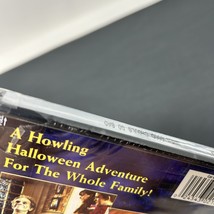 A Howling
Halloween Adventure
For The Whole Family!